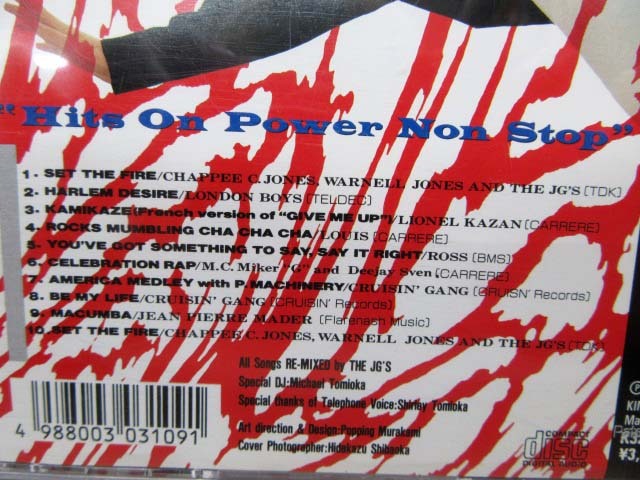 "Hits On Power Non Stop"
1. SET THE FIRE/CHAPPEE C.JONES, WARNELL JONES AND THE JG'S(TDK)
2. HARLEM DESIRE/LONDON BOYS(TELDEC)
3. KAMIKAZE(French version of "GIVE ME UP")/LIONEL KAZAN(CARRERE)
4. ROCKS MUMBLING CHA CHA CHA/LOUIS(CARRERE)
5. YOU'VE GOT SOMETHING TO SAY, SAY IT RIGHT/ROSS(BMS)
6. CELEBRATION RAP/M.C. Miker "G" and Deejay Sven(CARRERE)
7. AMERICA MEDLEY with P. MACHINERY/CRUISIN' GANG(CRUISIN' Records)
8. BE MY LIFE/CRUISIN' GANG(CRUISIN' Records)
9. MACUMBA/JEAN PIERRE MADER (Flarenash Music)
10. SET THE FIRE/CHAPPEE C. JONES, WARNELL JONES AND THE JG'S(TDK)
All Songs RE-MIXED by THE JG'S
Special DJ:Michael Tomioka
Special thanks of Telephone Voice:Shirley Tomioka
Art direction & Design:Popping Murakami
Cover Photographer:Hidekazu Shibaoka
4 988003 031091
COMPACT
disc
DIGITAL AUDIO
¥3,